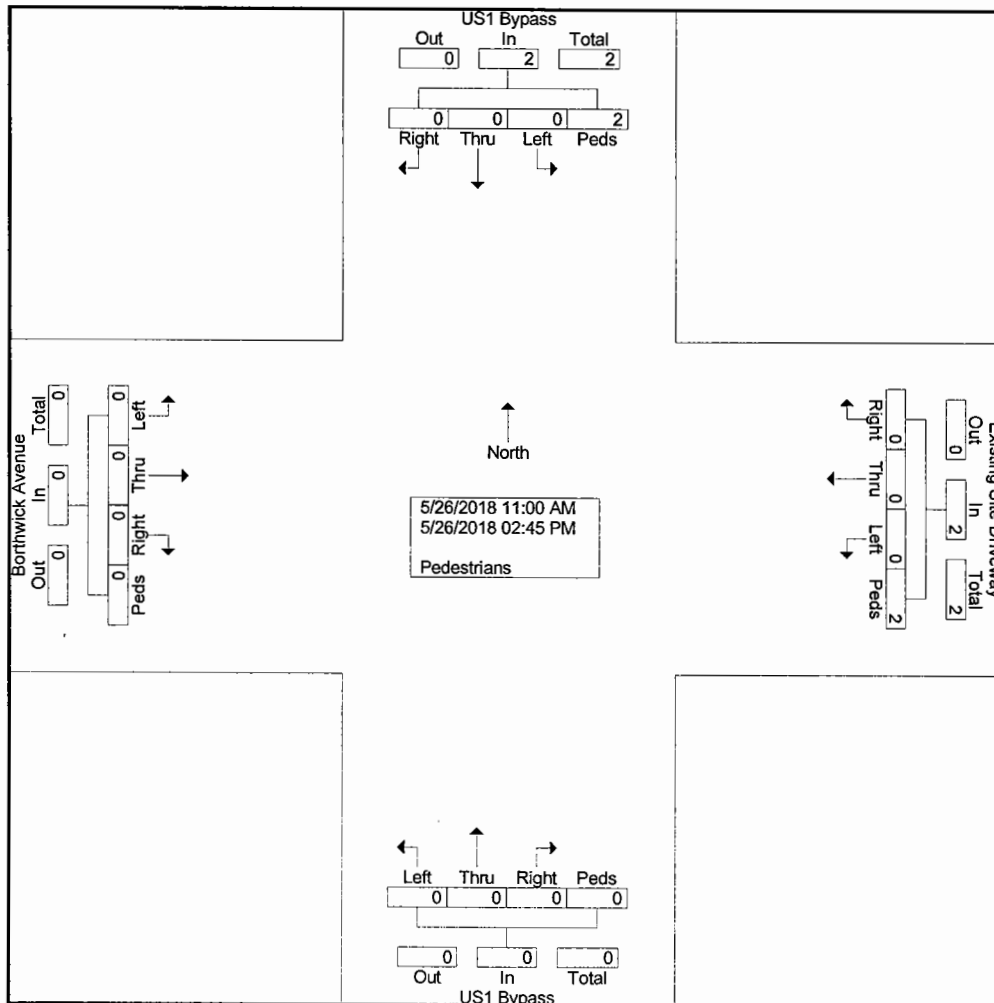 US1 Bypass
Out In Total
0 2 2
0 0 0 2
Right Thru Left Peds
Borthwick Avenue
Total In Out
0 0 0
0 0 0 0
Left Thru Right Peds
North
5/26/2018 11:00 AM
5/26/2018 02:45 PM
Pedestrians
Right Thru Left Peds
0 0 0 2
0 2 2
Out In Total
Existing Site Driveway
Left Thru Right Peds
0 0 0 0
0 0 0
Out In Total
US1 Bypass